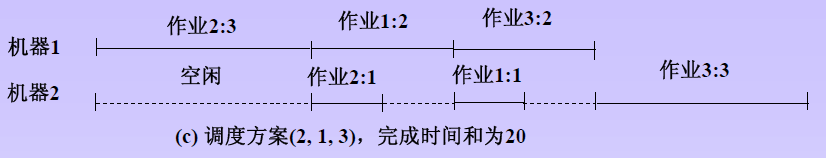 作业2:3 作业1:2 作业3:2
机器1
空闲 作业2:1 作业1:1 作业3:3
机器2
(c) 调度方案(2, 1, 3)，完成时间和为20